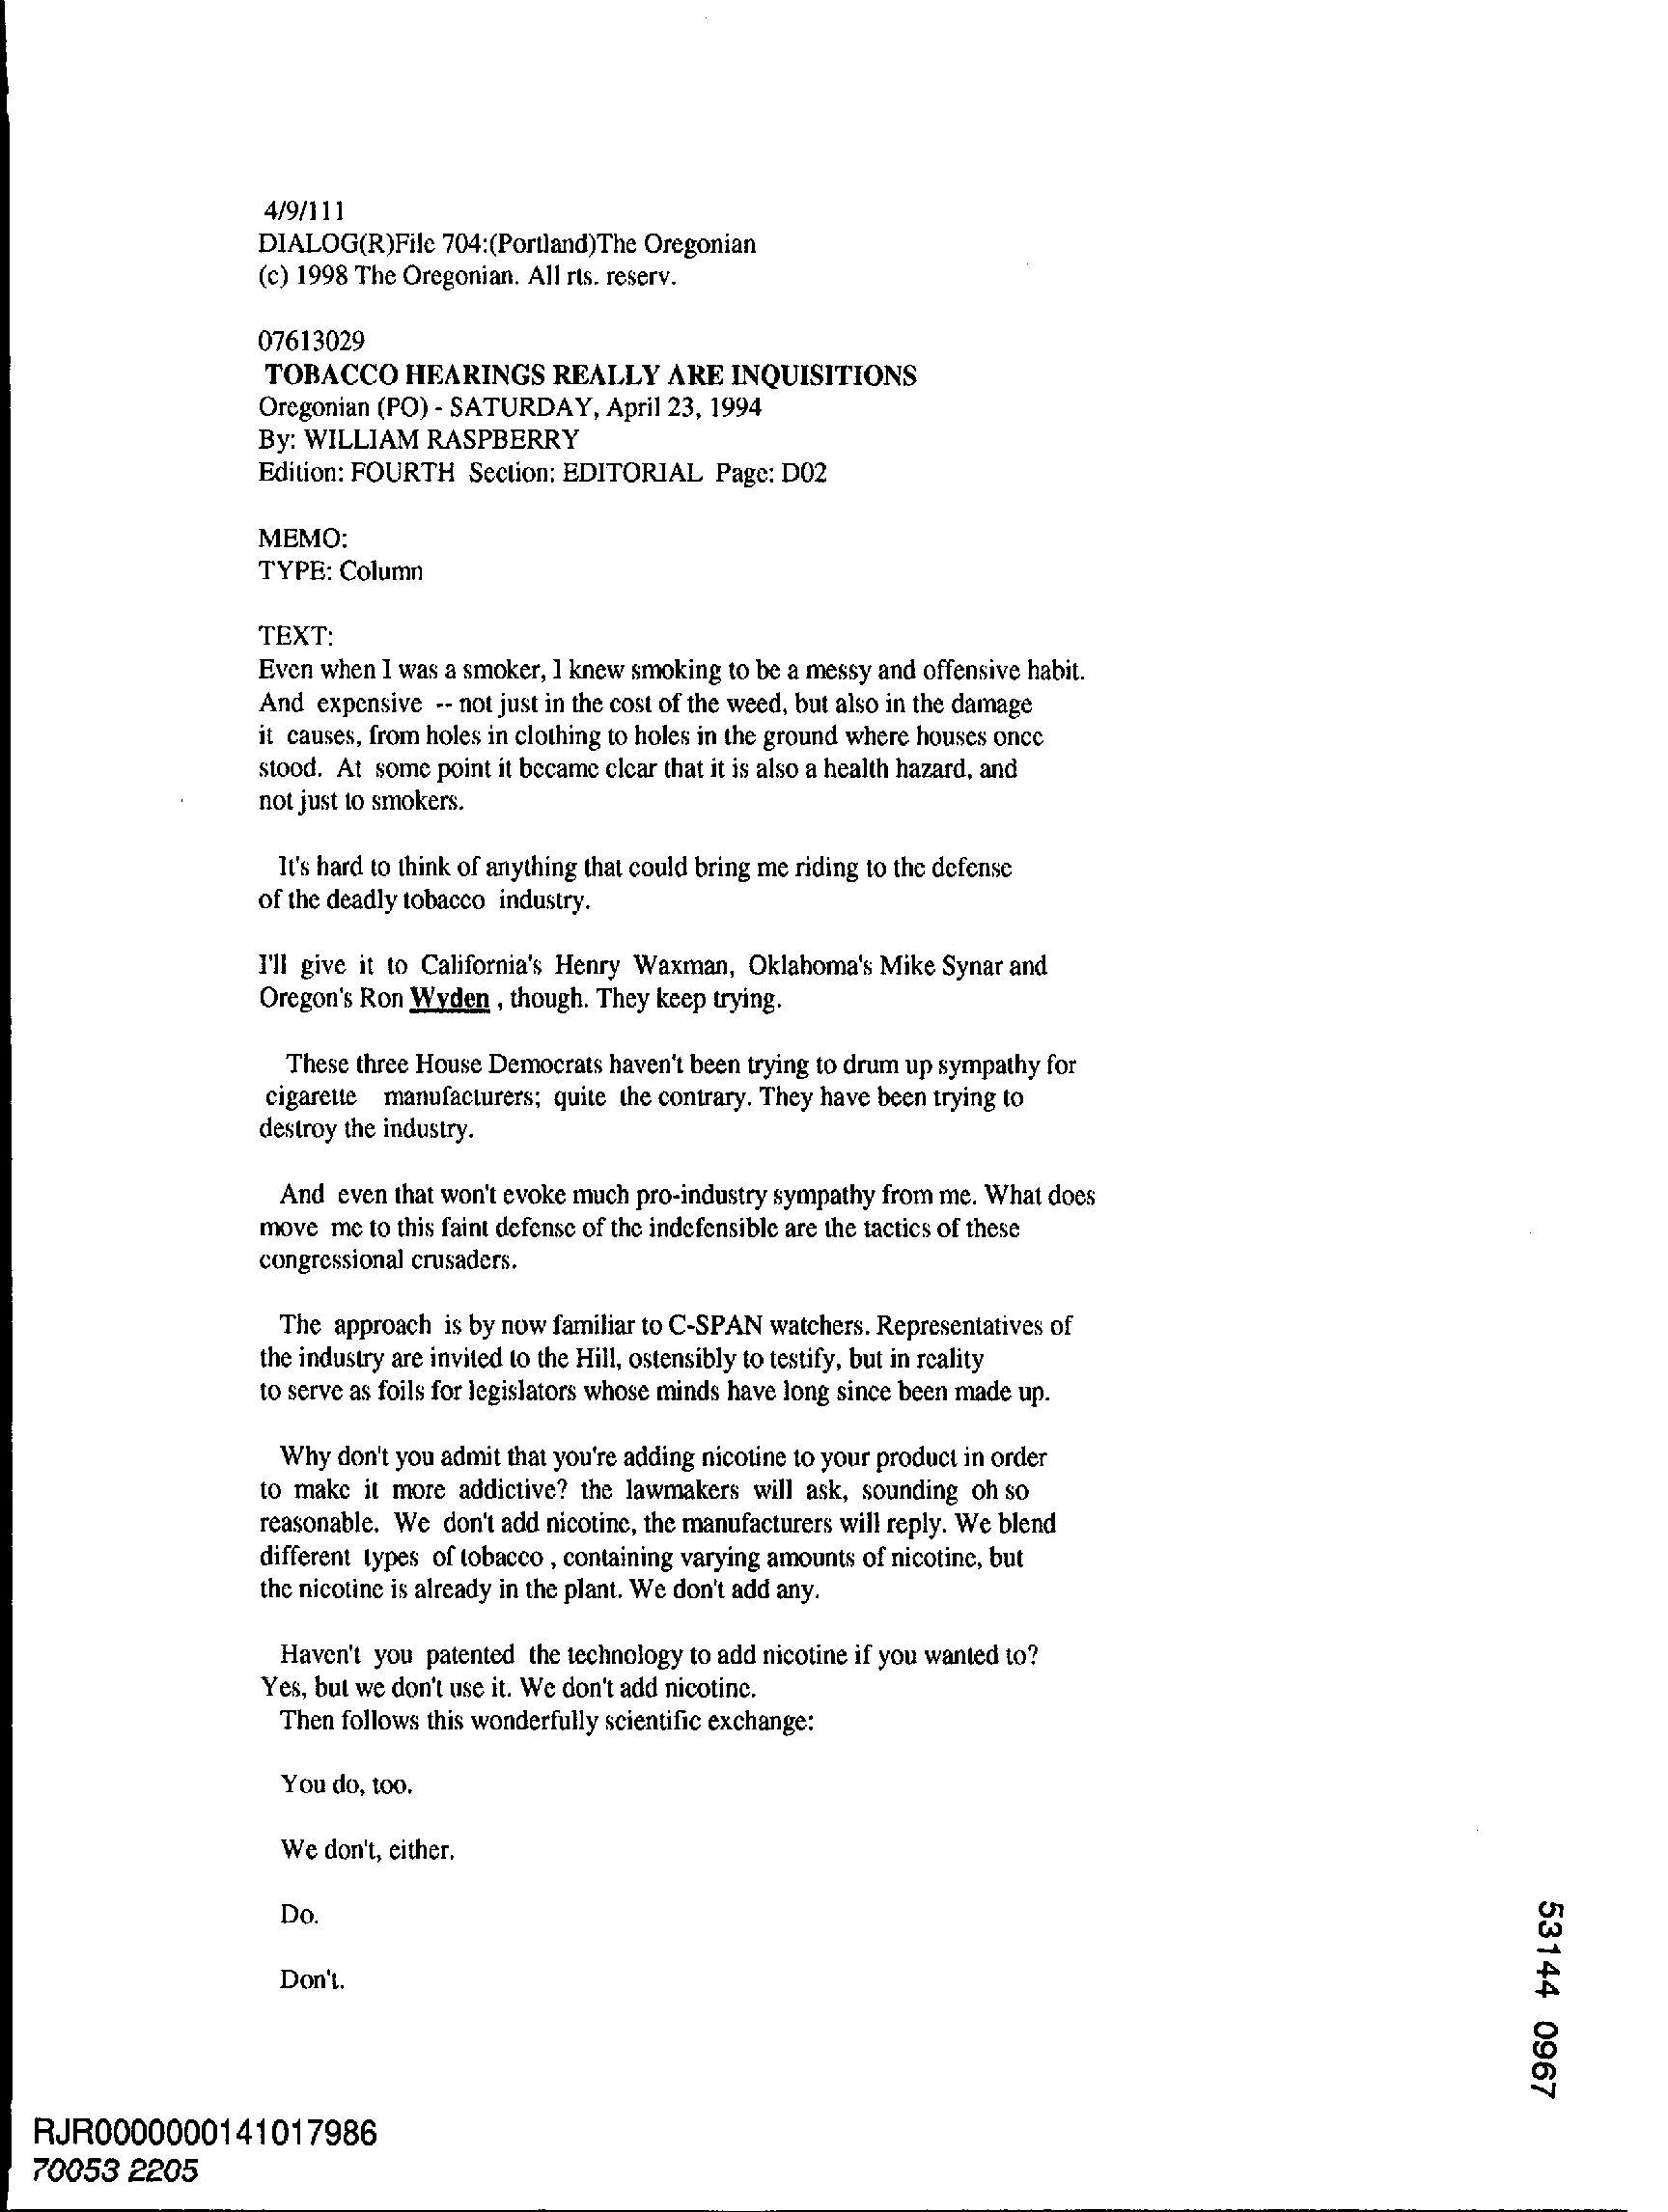 4/9/111
DIALOG(R)File 704:(Portland)The Oregonian
(c) 1998 The Oregonian. All rts. reserv.
07613029
TOBACCO HEARINGS REALLY ARE INQUISITIONS
Oregonian (PO) - SATURDAY, April 23, 1994
By: WILLIAM RASPBERRY
Edition: FOURTH Section: EDITORIAL Page: D02
MEMO:
TYPE: Column
TEXT:
Even when I was a smoker, I knew smoking to be a messy and offensive habit.
And expensive -- not just in the cost of the weed, but also in the damage
it causes, from holes in clothing to holes in the ground where houses once
stood. At some point it became clear that it is also a health hazard, and
not just to smokers.
It's hard to think of anything that could bring me riding to the defense
of the deadly tobacco industry.
I'll give it to California's Henry Waxman, Oklahoma's Mike Synar and
Oregon's Ron Wyden , though. They keep trying.
These three House Democrats haven't been trying to drum up sympathy for
cigarette manufacturers; quite the contrary. They have been trying to
destroy the industry.
And even that won't evoke much pro-industry sympathy from me. What does
move me to this faint defense of the indefensible are the tactics of these
congressional crusaders.
The approach is by now familiar to C-SPAN watchers. Representatives of
the industry are invited to the Hill, ostensibly to testify, but in reality
to serve as foils for legislators whose minds have long since been made up.
Why don't you admit that you're adding nicotine to your product in order
to make it more addictive? the lawmakers will ask, sounding oh so
reasonable. We don't add nicotine, the manufacturers will reply. We blend
different types of tobacco , containing varying amounts of nicotine, but
the nicotine is already in the plant. We don't add any.
Haven't you patented the technology to add nicotine if you wanted to?
Yes, but we don't use it. We don't add nicotine.
Then follows this wonderfully scientific exchange:
You do, too.
We don't, either.
Do.
Don't.
53144 0967
RJR0000000141017986
70053 2205